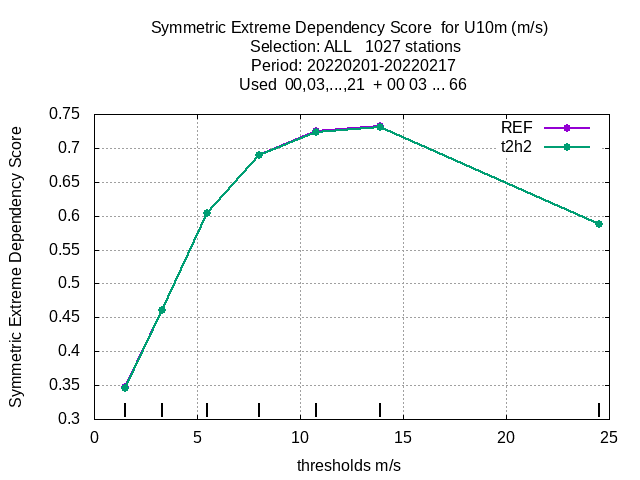 Symmetric Extreme Dependency Score  for U10m (m/s)
Selection: ALL   1027 stations
Period: 20220201-20220217
Used  00,03,...,21  + 00 03 ... 66
Symmetric Extreme Dependency Score
0.75
0.7
0.65
0.6
0.55
0.5
0.45
0.4
0.35
0.3
REF
t2h2
0 5 10 15 20 25
thresholds m/s